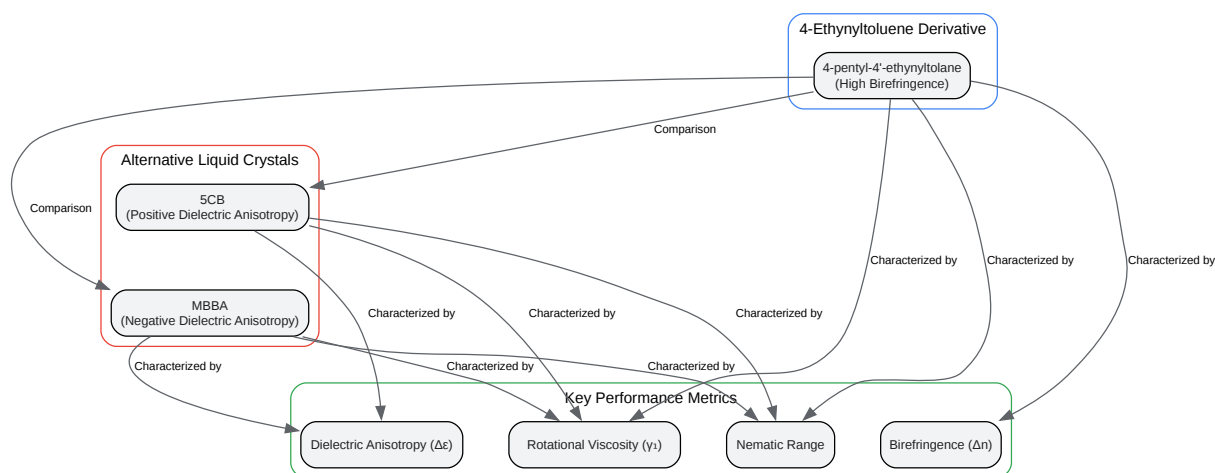 4-Ethynyltoluene Derivative
4-pentyl-4'-ethynyltolane
(High Birefringence)
Comparison
Alternative Liquid Crystals
5CB
(Positive Dielectric Anisotropy)
Comparison
Characterized by
Characterized by
Characterized by
MBBA
(Negative Dielectric Anisotropy)
Characterized by
Characterized by
Characterized by
Characterized by
Characterized by
Characterized by
Key Performance Metrics
Dielectric Anisotropy (Δε)
Rotational Viscosity (γ₁)
Nematic Range
Birefringence (Δn)